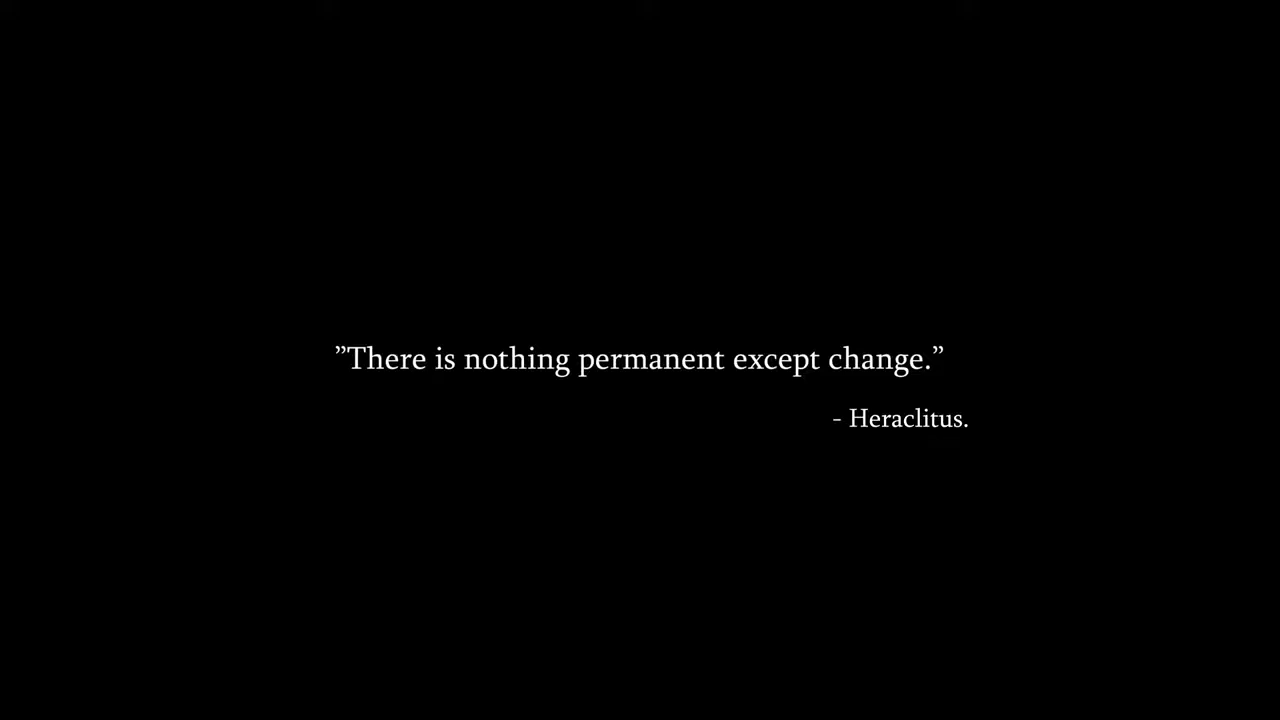 ”There is nothing permanent except change.”
- Heraclitus.